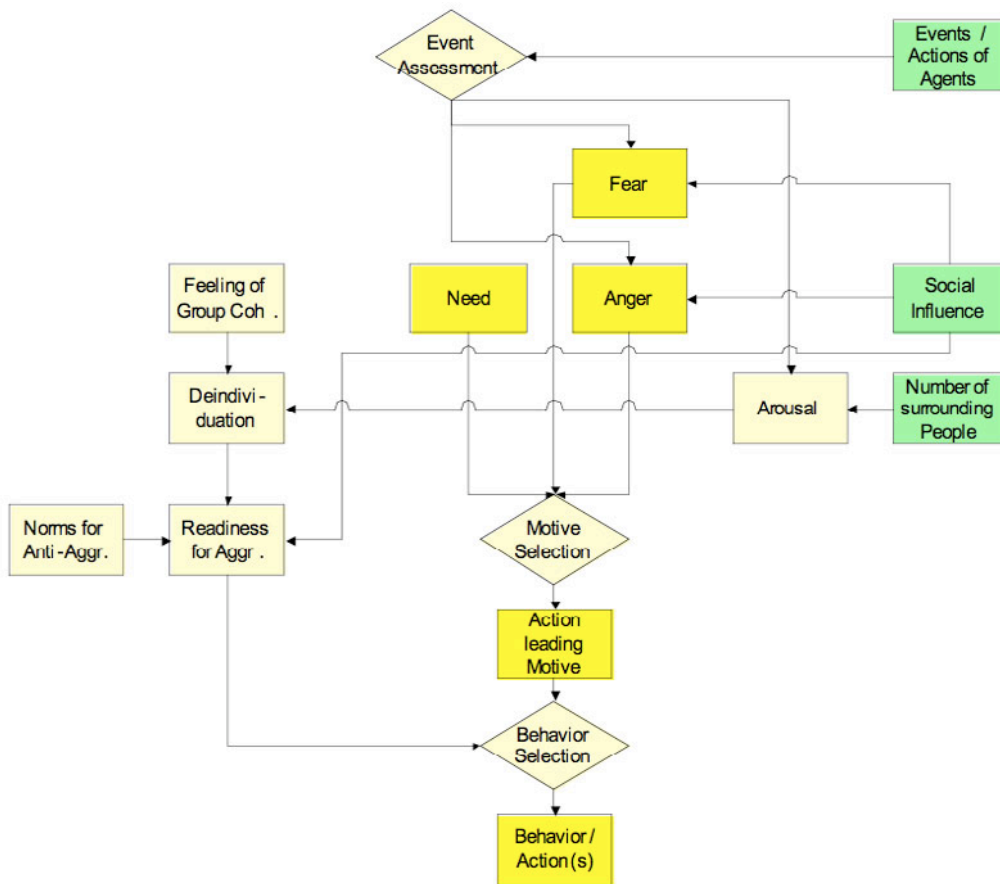 Event
Assessment
Events /
Actions of
Agents
Fear
Feeling of
Group Coh .
Need
Anger
Social
Influence
Deindivi -
duation
Arousal
Number of
surrounding
People
Norms for
Anti -Aggr.
Readiness
for Aggr .
Motive
Selection
Action
leading
Motive
Behavior
Selection
Behavior /
Action (s)